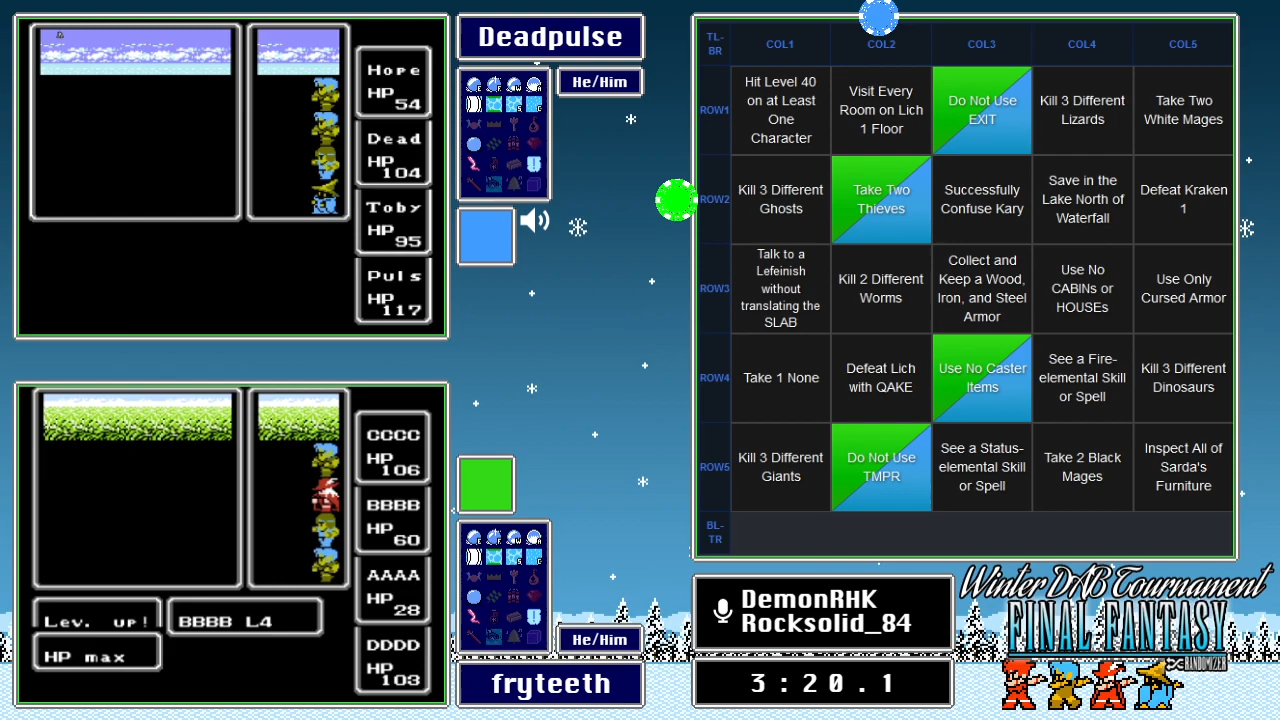 Deadpulse
He/Him
Hope
HP
54
Dead
HP
104
Toby
HP
95
Puls
HP
117
CCCC
HP
106
BBBB
HP
60
AAAA
HP
28
DDDD
HP
103
Lev. up!
BBBB L4
HP max
He/Him
fryteeth
TL-
BR
COL1
COL2
COL3
COL4
COL5
ROW1
Hit Level 40
on at Least
One
Character
Visit Every
Room on Lich
1 Floor
Do Not Use
EXIT
Kill 3 Different
Lizards
Take Two
White Mages
ROW2
Kill 3 Different
Ghosts
Take Two
Thieves
Successfully
Confuse Kary
Save in the
Lake North of
Waterfall
Defeat Kraken
1
ROW3
Talk to a
Lefeinish
without
translating the
SLAB
Kill 2 Different
Worms
Collect and
Keep a Wood,
Iron, and Steel
Armor
Use No
CABINs or
HOUSEs
Use Only
Cursed Armor
ROW4
Take 1 None
Defeat Lich
with QAKE
Use No Caster
Items
See a Fire-
elemental Skill
or Spell
Kill 3 Different
Dinosaurs
ROW5
Kill 3 Different
Giants
Do Not Use
TMPR
See a Status-
elemental Skill
or Spell
Take 2 Black
Mages
Inspect All of
Sarda's
Furniture
BL-
TR
DemonRHK
Rocksolid_84
3:20.1
Winter DAB Tournament
FINAL FANTASY
RANDOMIZER